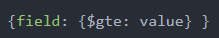 {field: {$gte: value} }